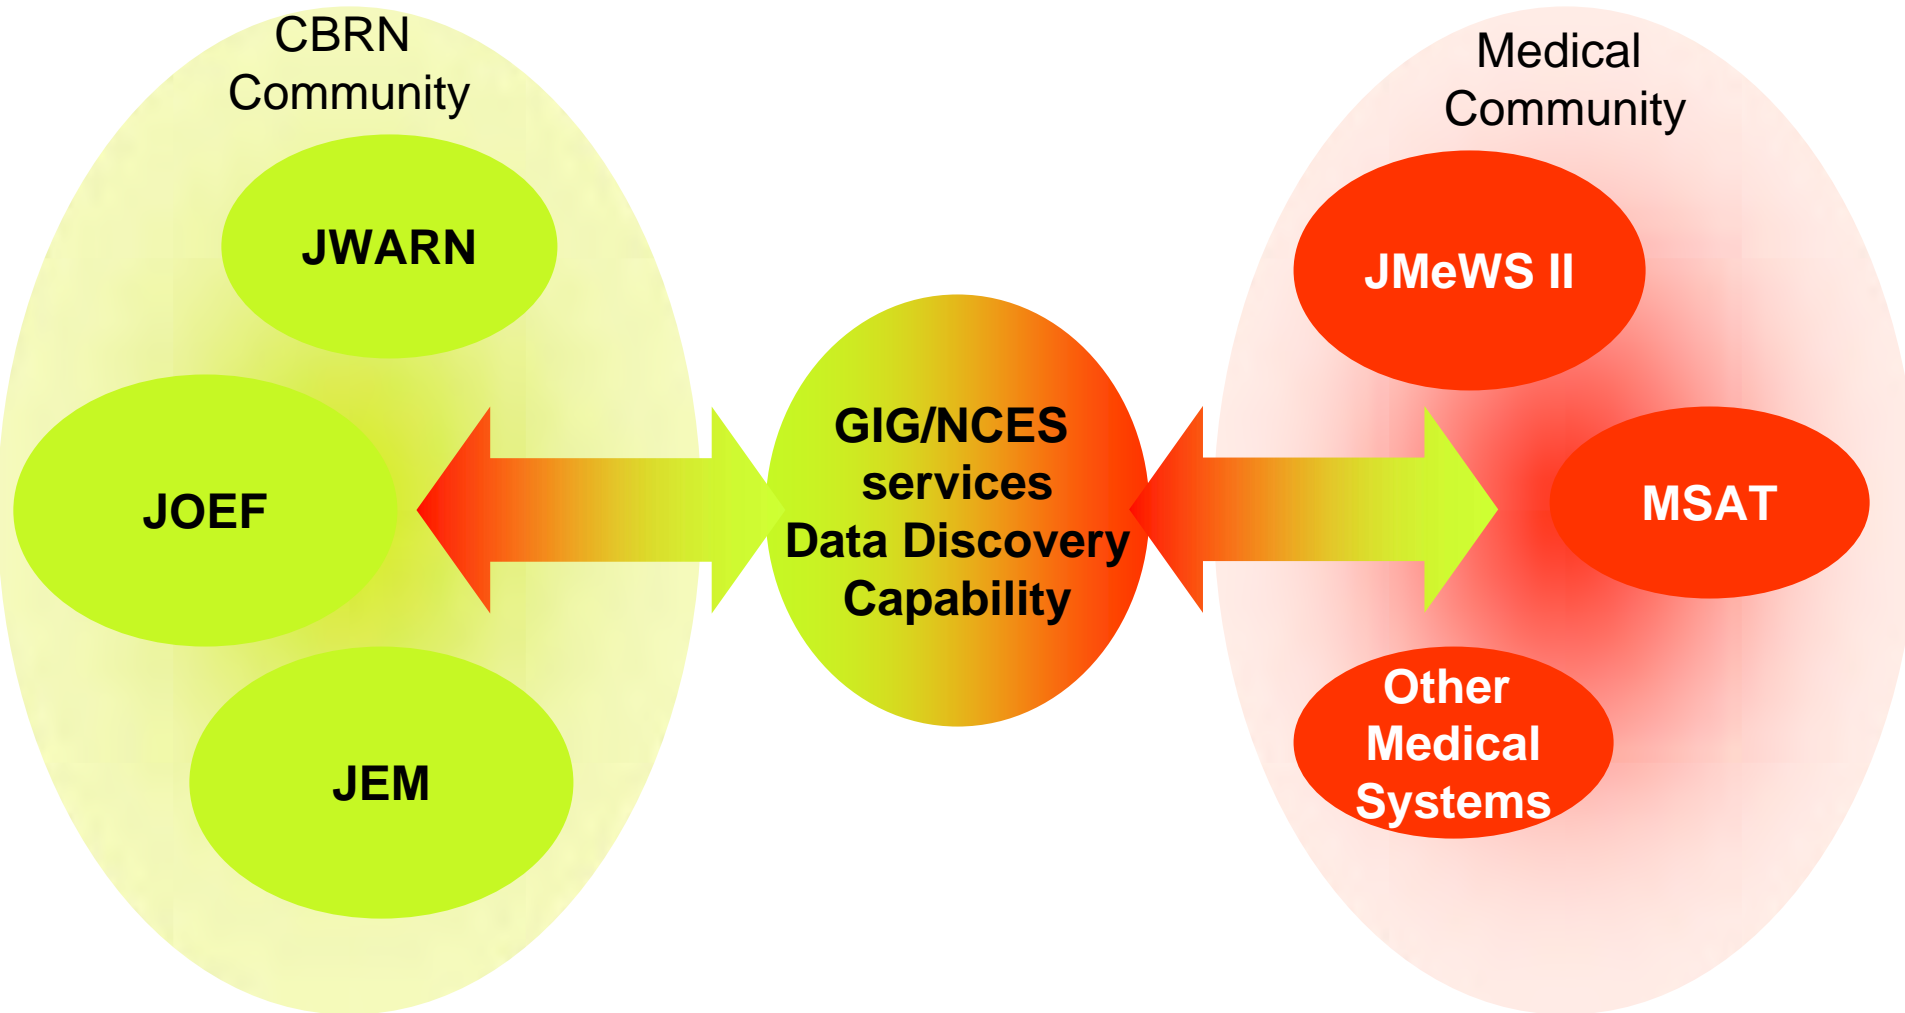 CBRN
Community
JWARN
JOEF
JEM
GIG/NCES
services
Data Discovery
Capability
Medical
Community
JMeWS II
MSAT
Other
Medical
Systems